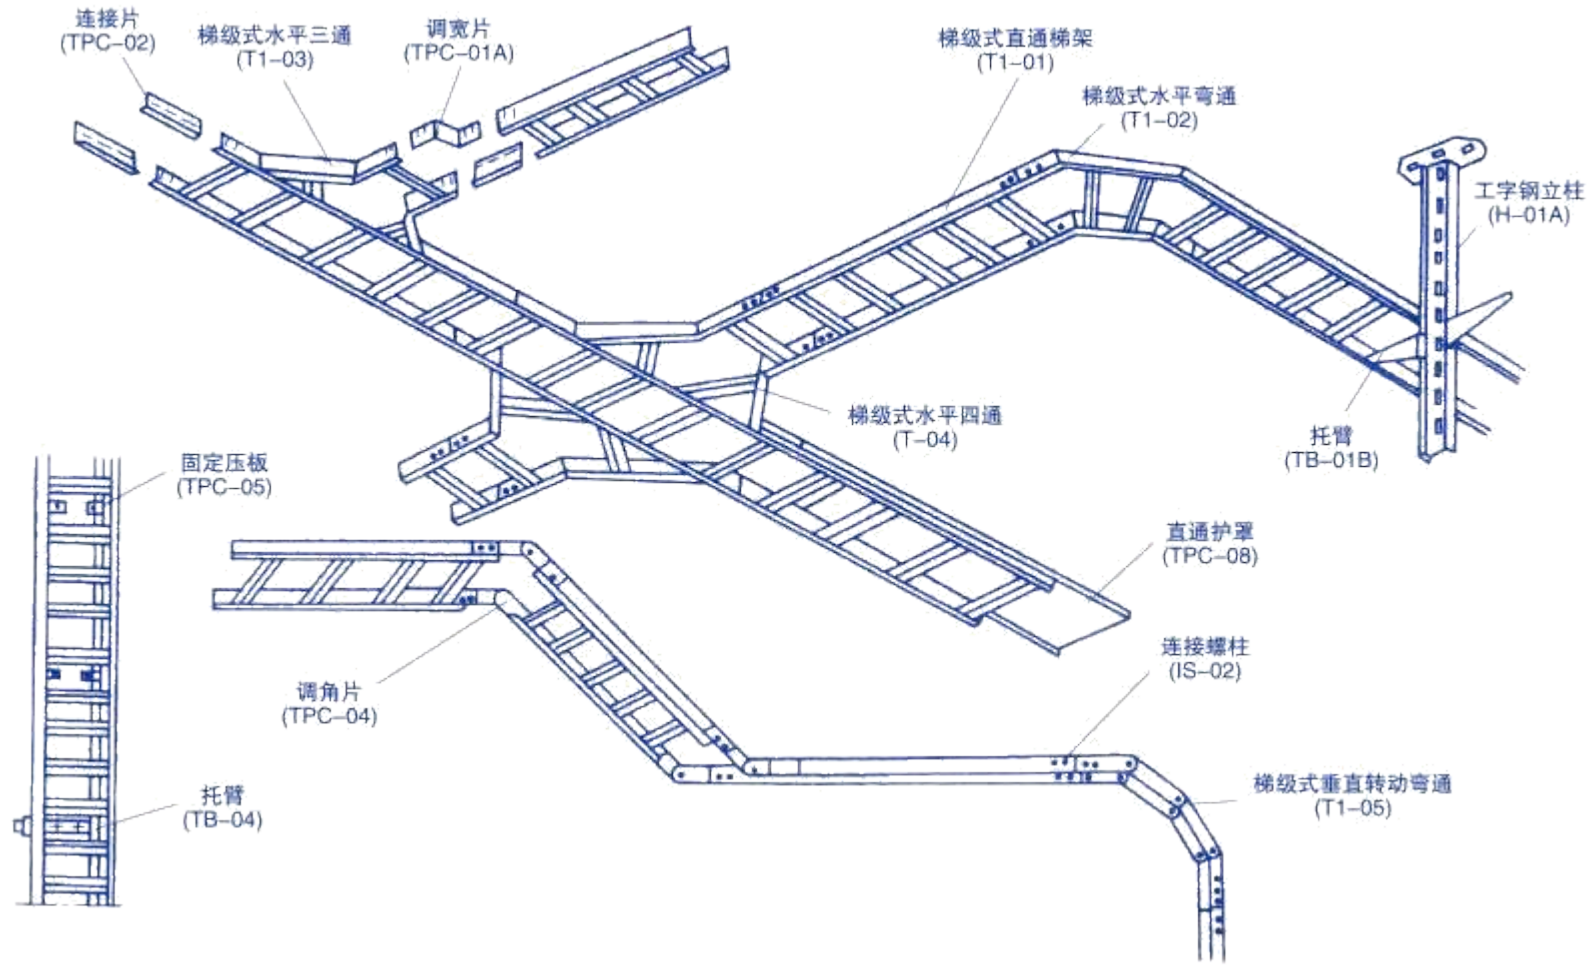 连接片
(TPC-02)
梯级式水平三通
(T1-03)
调宽片
(TPC-01A)
梯级式直通梯架
(T1-01)
梯级式水平弯通
(T1-02)
工字钢立柱
(H-01A)
梯级式水平四通
(T-04)
托臂
(TB-01B)
固定压板
(TPC-05)
直通护罩
(TPC-08)
连接螺柱
(IS-02)
调角片
(TPC-04)
梯级式垂直转动弯通
(T1-05)
托臂
(TB-04)